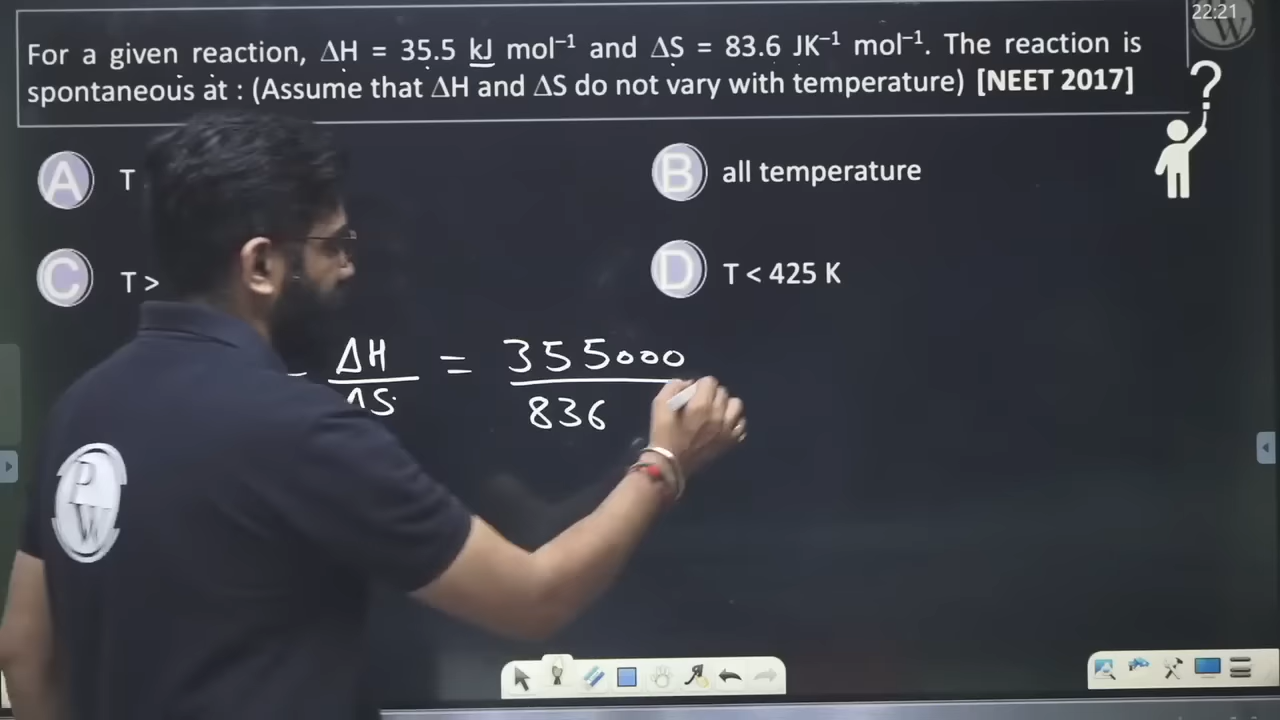 22:21
For a given reaction, ΔH = 35.5 kJ mol⁻¹ and ΔS = 83.6 JK⁻¹ mol⁻¹. The reaction is
spontaneous at : (Assume that ΔH and ΔS do not vary with temperature) [NEET 2017]
?
A T
B all temperature
C T >
D T < 425 K
ΔH = 355000
ΔS 836
P
W